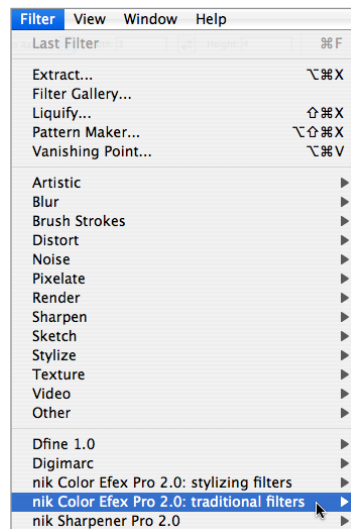 Filter View Window Help
Last Filter ⌘F
Extract... ⌥⌘X
Filter Gallery...
Liquify... ⇧⌘X
Pattern Maker... ⌥⇧⌘X
Vanishing Point... ⌥⌘V
Artistic
Blur
Brush Strokes
Distort
Noise
Pixelate
Render
Sharpen
Sketch
Stylize
Texture
Video
Other
Dfine 1.0
Digimarc
nik Color Efex Pro 2.0: stylizing filters
nik Color Efex Pro 2.0: traditional filters
nik Sharpener Pro 2.0